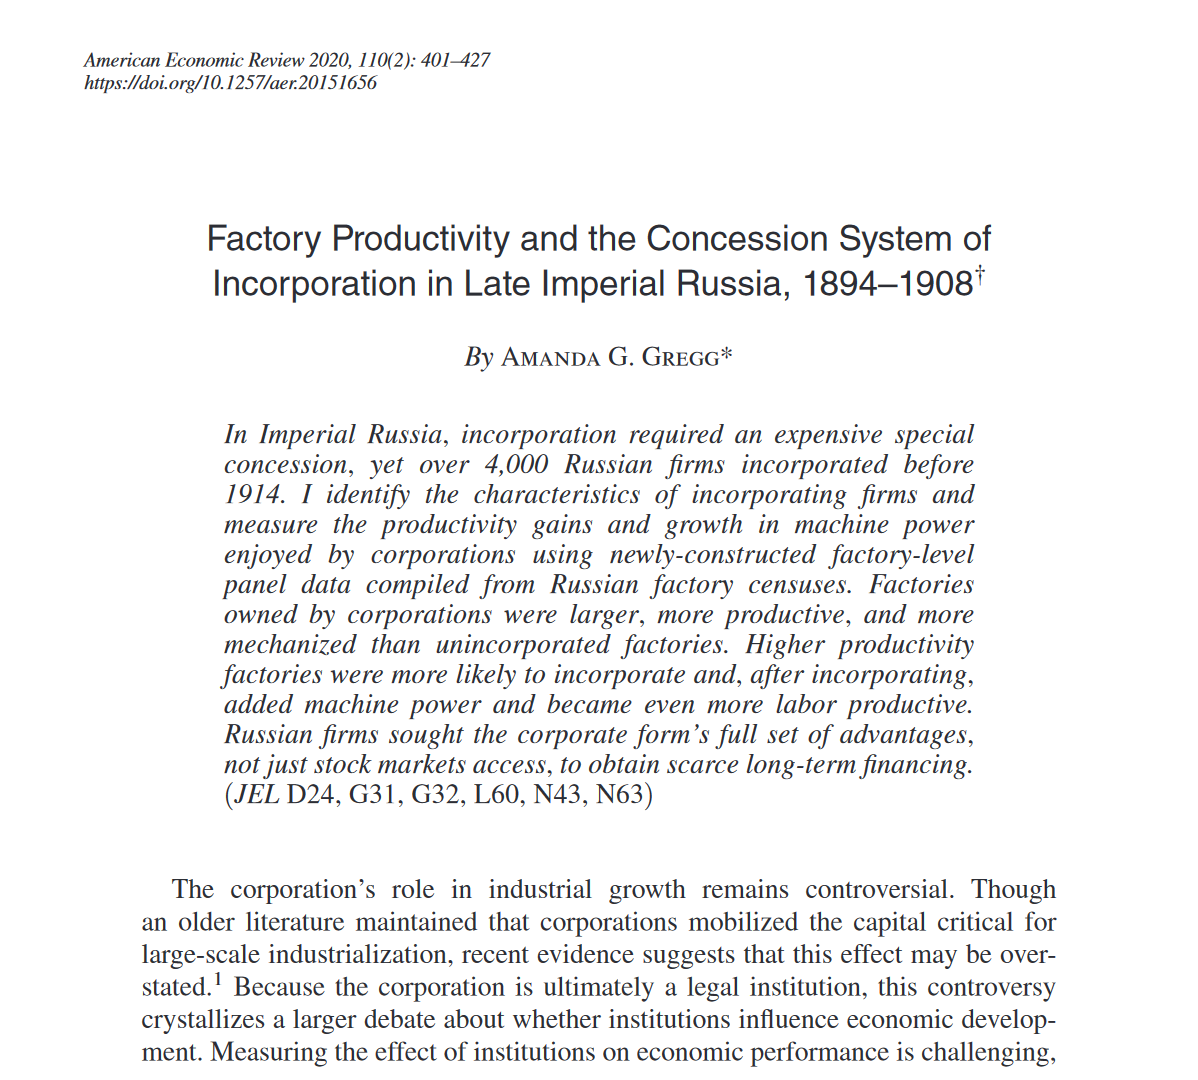 American Economic Review 2020, 110(2): 401–427
https://doi.org/10.1257/aer.20151656
Factory Productivity and the Concession System of
Incorporation in Late Imperial Russia, 1894–1908†
By Amanda G. Gregg*
In Imperial Russia, incorporation required an expensive special
concession, yet over 4,000 Russian firms incorporated before
1914. I identify the characteristics of incorporating firms and
measure the productivity gains and growth in machine power
enjoyed by corporations using newly-constructed factory-level
panel data compiled from Russian factory censuses. Factories
owned by corporations were larger, more productive, and more
mechanized than unincorporated factories. Higher productivity
factories were more likely to incorporate and, after incorporating,
added machine power and became even more labor productive.
Russian firms sought the corporate form's full set of advantages,
not just stock markets access, to obtain scarce long-term financing.
(JEL D24, G31, G32, L60, N43, N63)
The corporation's role in industrial growth remains controversial. Though
an older literature maintained that corporations mobilized the capital critical for
large-scale industrialization, recent evidence suggests that this effect may be over-
stated.1 Because the corporation is ultimately a legal institution, this controversy
crystallizes a larger debate about whether institutions influence economic develop-
ment. Measuring the effect of institutions on economic performance is challenging,